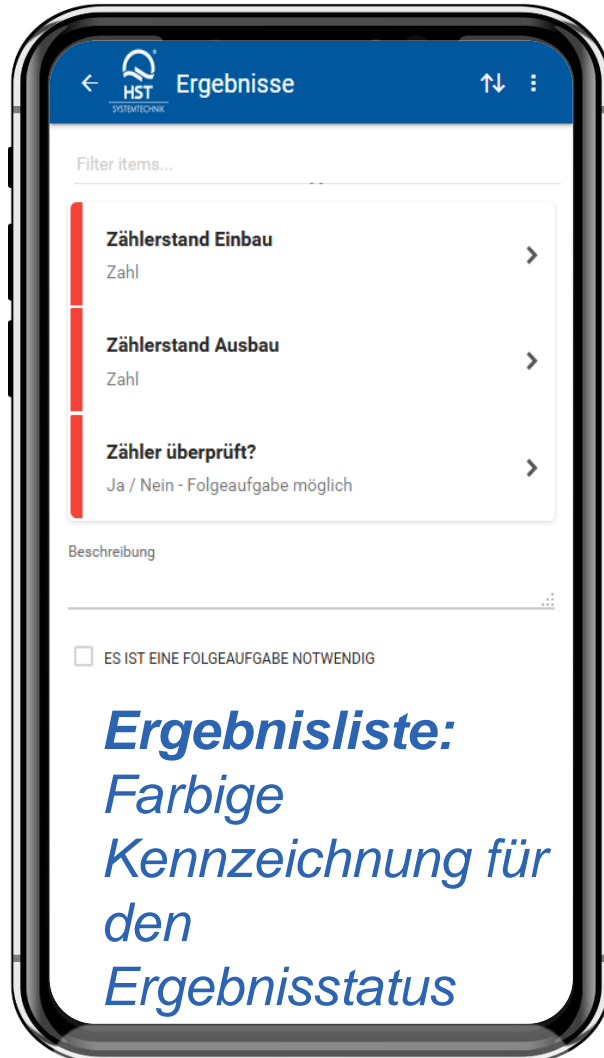 HST
SYSTEMTECHNIK
Ergebnisse
Filter items...
Zählerstand Einbau
Zahl
Zählerstand Ausbau
Zahl
Zähler überprüft?
Ja / Nein - Folgeaufgabe möglich
Beschreibung
ES IST EINE FOLGEAUFGABE NOTWENDIG
Ergebnisliste:
Farbige
Kennzeichnung für
den
Ergebnisstatus